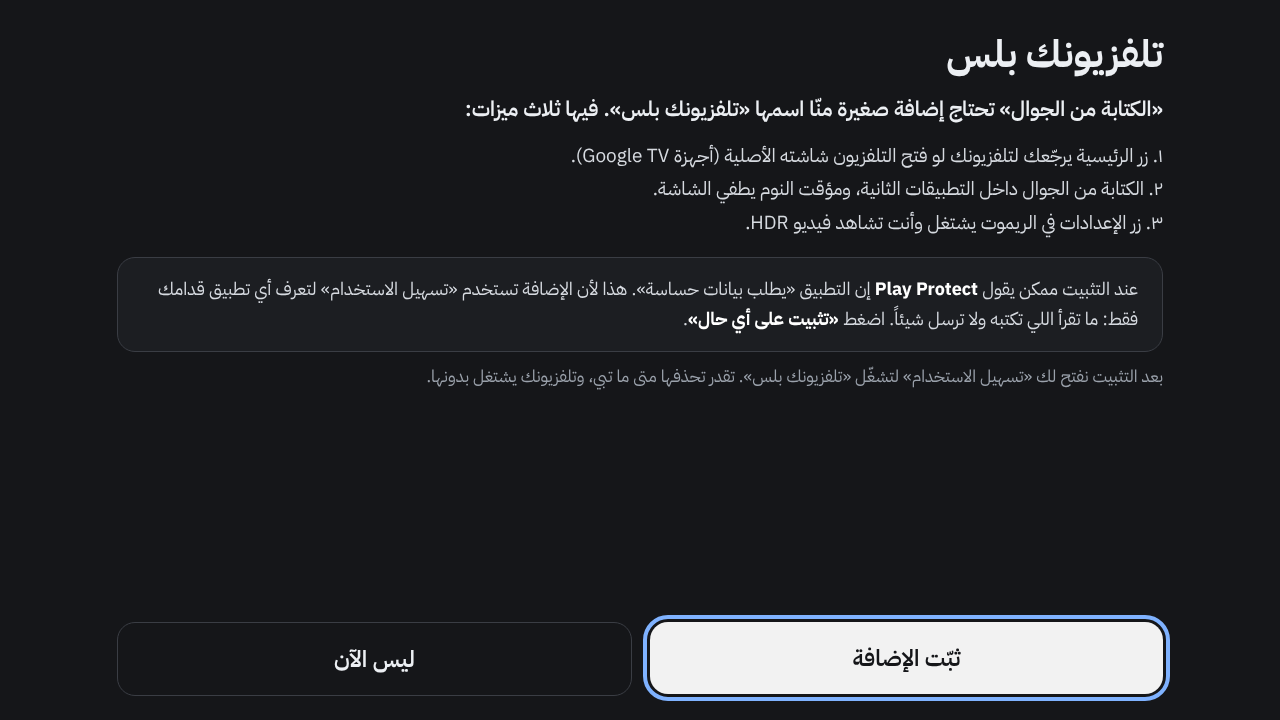 تلفزيونك بلس
«الكتابة من الجوال» تحتاج إضافة صغيرة منّا اسمها «تلفزيونك بلس». فيها ثلاث ميزات:
١. زر الرئيسية يرجّعك لتلفزيونك لو فتح التلفزيون شاشته الأصلية (أجهزة Google TV).
٢. الكتابة من الجوال داخل التطبيقات الثانية، ومؤقت النوم يطفي الشاشة.
٣. زر الإعدادات في الريموت يشتغل وأنت تشاهد فيديو HDR.
عند التثبيت ممكن يقول Play Protect إن التطبيق «يطلب بيانات حساسة». هذا لأن الإضافة تستخدم «تسهيل الاستخدام» لتعرف أي تطبيق قدامك
فقط: ما تقرأ اللي تكتبه ولا ترسل شيئاً. اضغط «تثبيت على أي حال».
بعد التثبيت نفتح لك «تسهيل الاستخدام» لتشغّل «تلفزيونك بلس». تقدر تحذفها متى ما تبي، وتلفزيونك يشتغل بدونها.
ثبّت الإضافة
ليس الآن